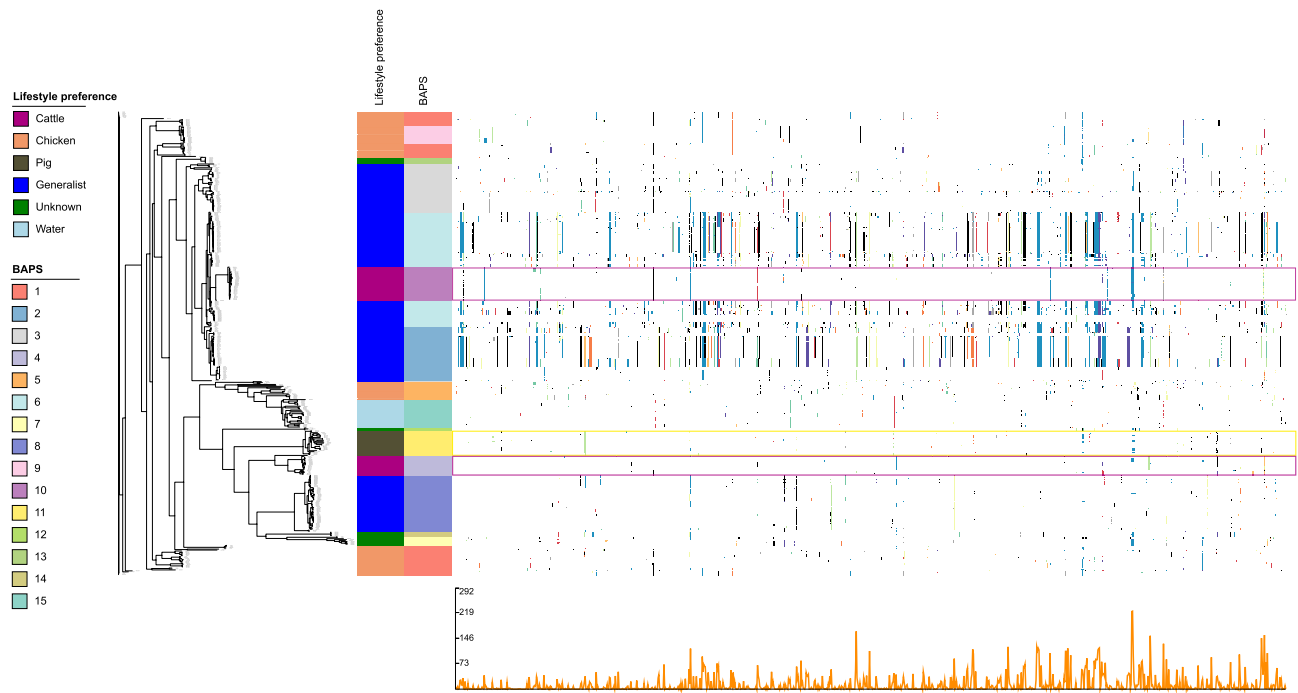 Lifestyle preference
BAPS
Lifestyle preference
Cattle
Chicken
Pig
Generalist
Unknown
Water
BAPS
1
2
3
4
5
6
7
8
9
10
11
12
13
14
15
292
219
146
73